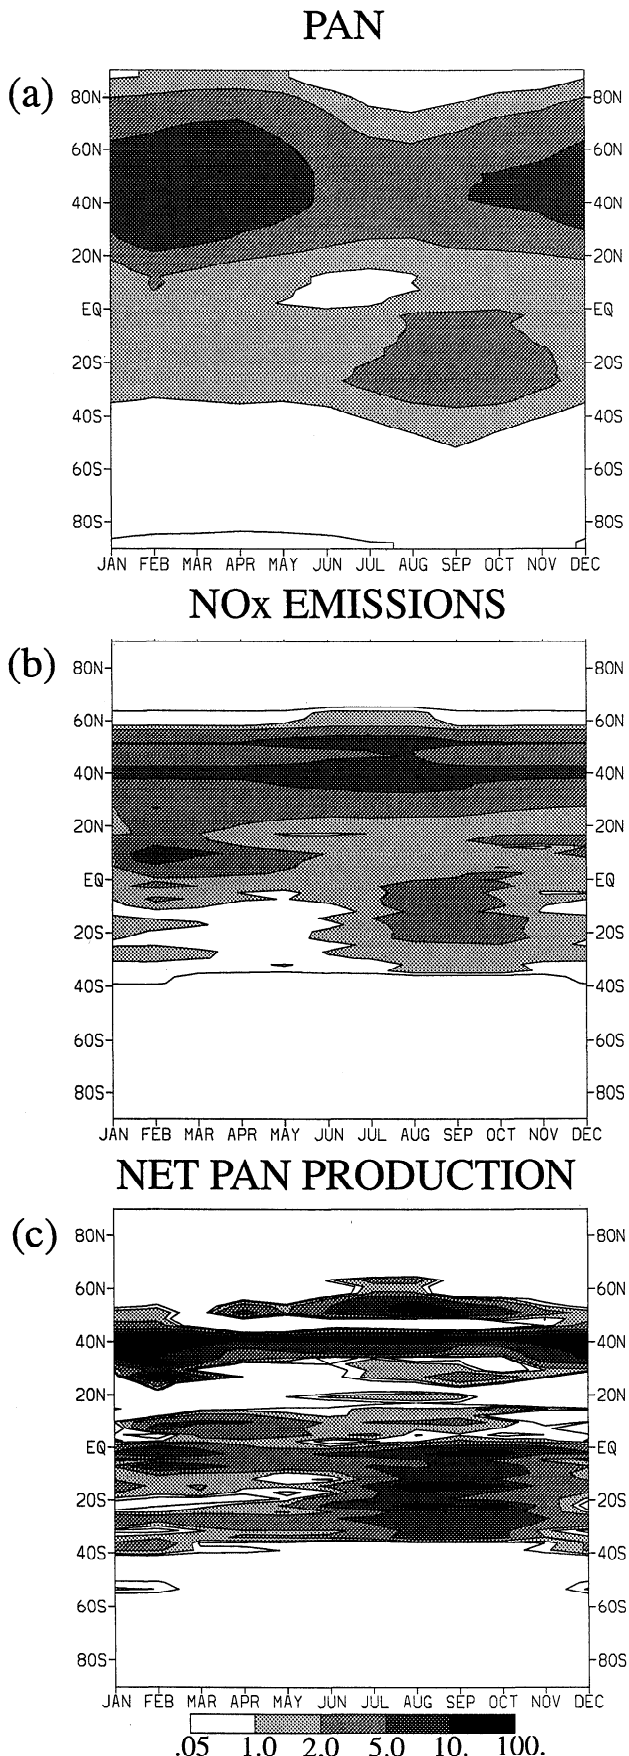 PAN
(a)
80N 80N
60N 60N
40N 40N
20N 20N
EQ EQ
20S 20S
40S 40S
60S 60S
80S 80S
JAN FEB MAR APR MAY JUN JUL AUG SEP OCT NOV DEC
NOx EMISSIONS
(b)
80N 80N
60N 60N
40N 40N
20N 20N
EQ EQ
20S 20S
40S 40S
60S 60S
80S 80S
JAN FEB MAR APR MAY JUN JUL AUG SEP OCT NOV DEC
NET PAN PRODUCTION
(c)
80N 80N
60N 60N
40N 40N
20N 20N
EQ EQ
20S 20S
40S 40S
60S 60S
80S 80S
JAN FEB MAR APR MAY JUN JUL AUG SEP OCT NOV DEC
.05 1.0 2.0 5.0 10. 100.